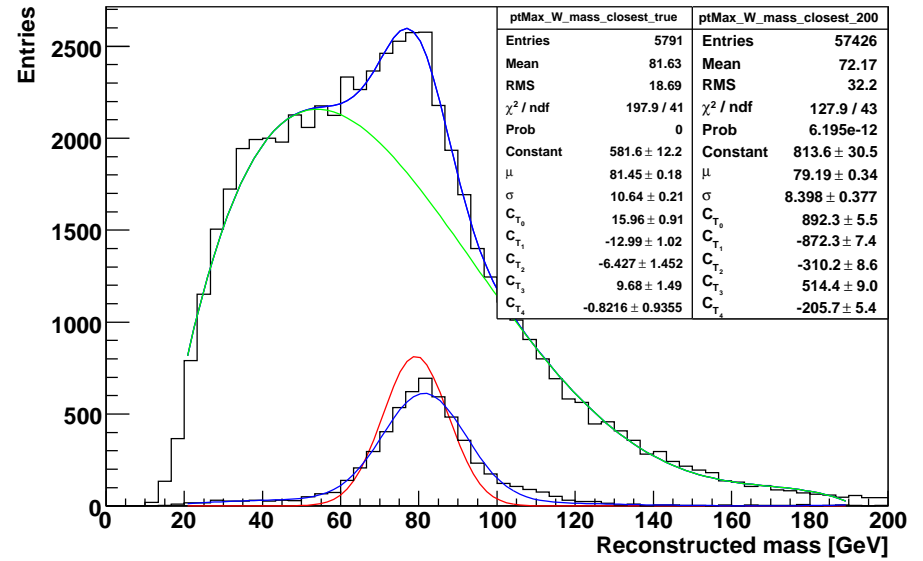 Entries
2500
2000
1500
1000
500
0
0 20 40 60 80 100 120 140 160 180 200
Reconstructed mass [GeV]
ptMax_W_mass_closest_true
Entries 5791
Mean 81.63
RMS 18.69
χ² / ndf 197.9 / 41
Prob 0
Constant 581.6 ± 12.2
μ 81.45 ± 0.18
σ 10.64 ± 0.21
C_T₀ 15.96 ± 0.91
C_T₁ -12.99 ± 1.02
C_T₂ -6.427 ± 1.452
C_T₃ 9.68 ± 1.49
C_T₄ -0.8216 ± 0.9355
ptMax_W_mass_closest_200
Entries 57426
Mean 72.17
RMS 32.2
χ² / ndf 127.9 / 43
Prob 6.195e-12
Constant 813.6 ± 30.5
μ 79.19 ± 0.34
σ 8.398 ± 0.377
C_T₀ 892.3 ± 5.5
C_T₁ -872.3 ± 7.4
C_T₂ -310.2 ± 8.6
C_T₃ 514.4 ± 9.0
C_T₄ -205.7 ± 5.4